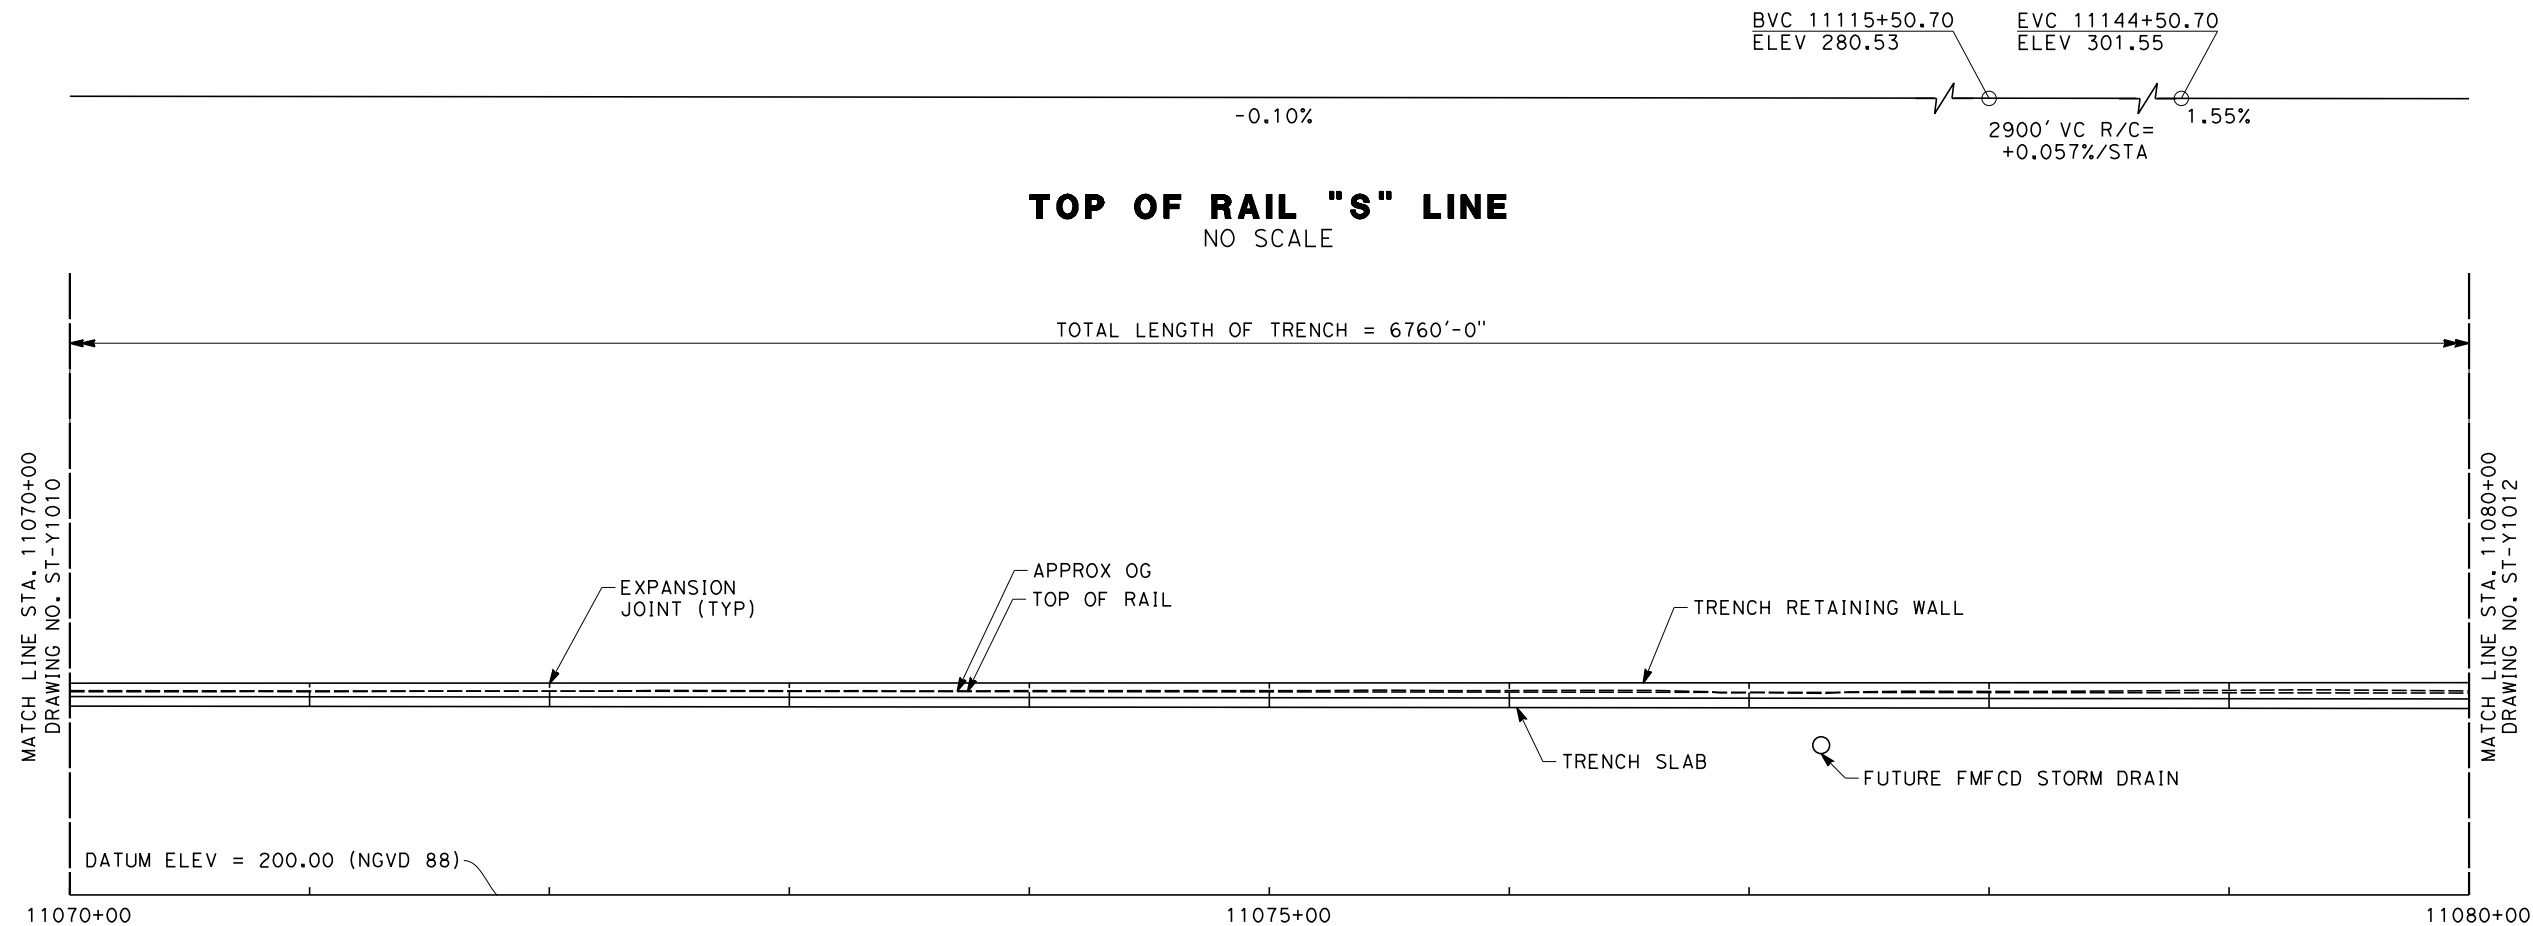 BVC 11115+50.70
ELEV 280.53
EVC 11144+50.70
ELEV 301.55
-0.10%
1.55%
2900' VC R/C=
+0.057%/STA
TOP OF RAIL "S" LINE
NO SCALE
TOTAL LENGTH OF TRENCH = 6760'-0"
MATCH LINE STA. 11070+00
DRAWING NO. ST-Y1010
MATCH LINE STA. 11080+00
DRAWING NO. ST-Y1012
APPROX OG
TOP OF RAIL
EXPANSION
JOINT (TYP)
TRENCH RETAINING WALL
TRENCH SLAB
FUTURE FMFCD STORM DRAIN
DATUM ELEV = 200.00 (NGVD 88)
11070+00
11075+00
11080+00